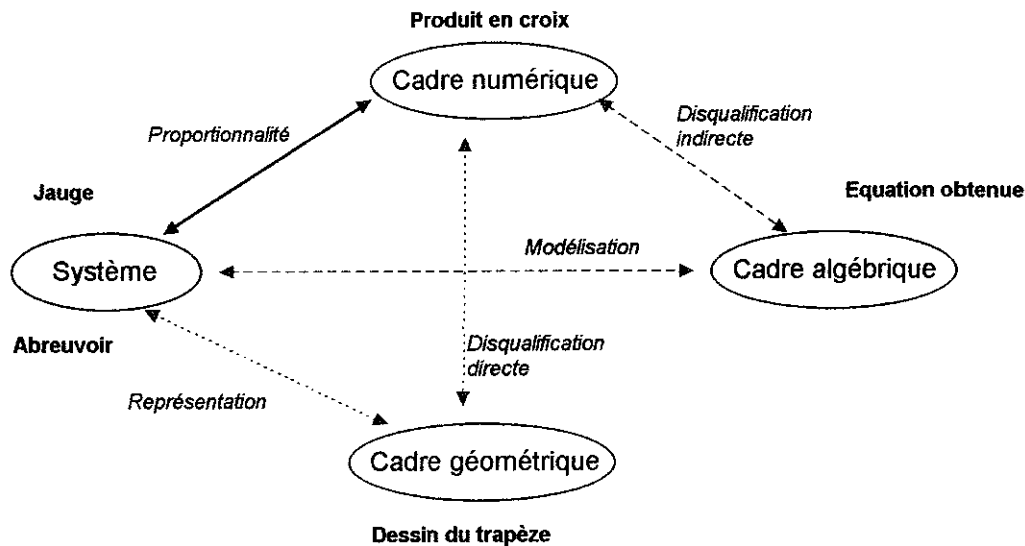 Produit en croix
Cadre numérique
Disqualification
indirecte
Proportionnalité
Jauge
Equation obtenue
Modélisation
Système
Cadre algébrique
Abreuvoir
Disqualification
directe
Représentation
Cadre géométrique
Dessin du trapèze